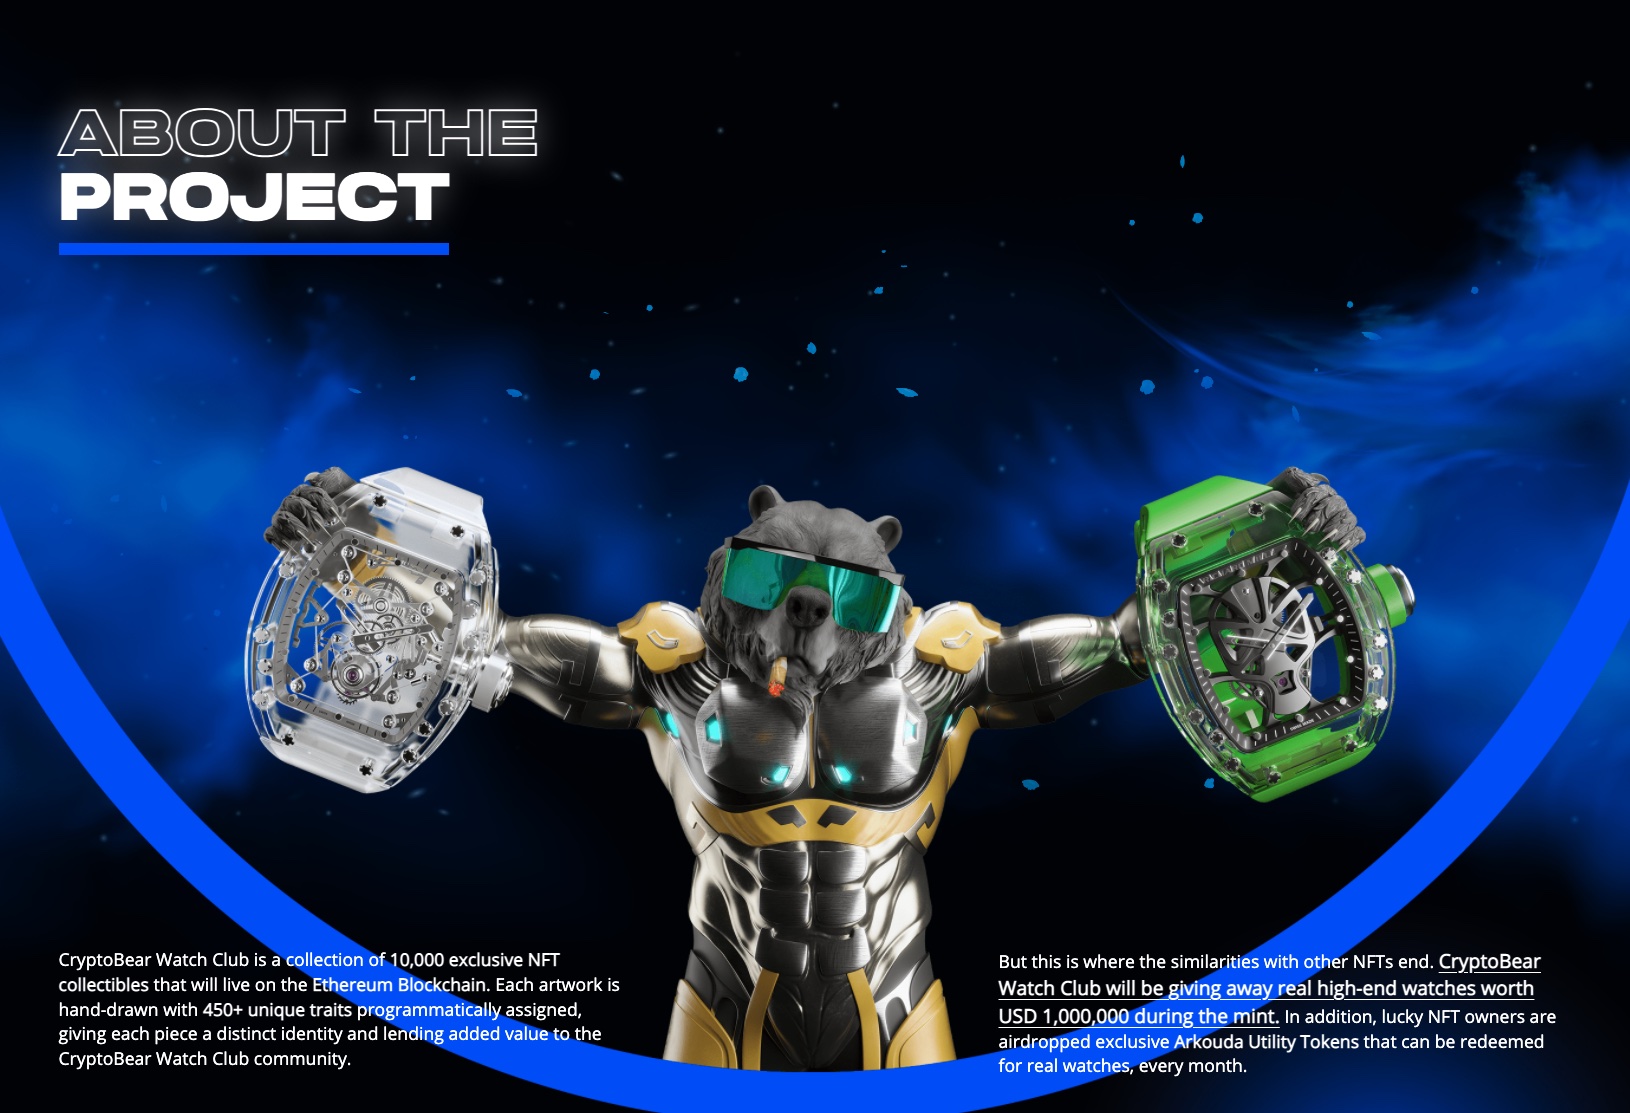 ABOUT THE
PROJECT
CryptoBear Watch Club is a collection of 10,000 exclusive NFT
collectibles that will live on the Ethereum Blockchain. Each artwork is
hand-drawn with 450+ unique traits programmatically assigned,
giving each piece a distinct identity and lending added value to the
CryptoBear Watch Club community.
But this is where the similarities with other NFTs end. CryptoBear
Watch Club will be giving away real high-end watches worth
USD 1,000,000 during the mint. In addition, lucky NFT owners are
airdropped exclusive Arkouda Utility Tokens that can be redeemed
for real watches, every month.